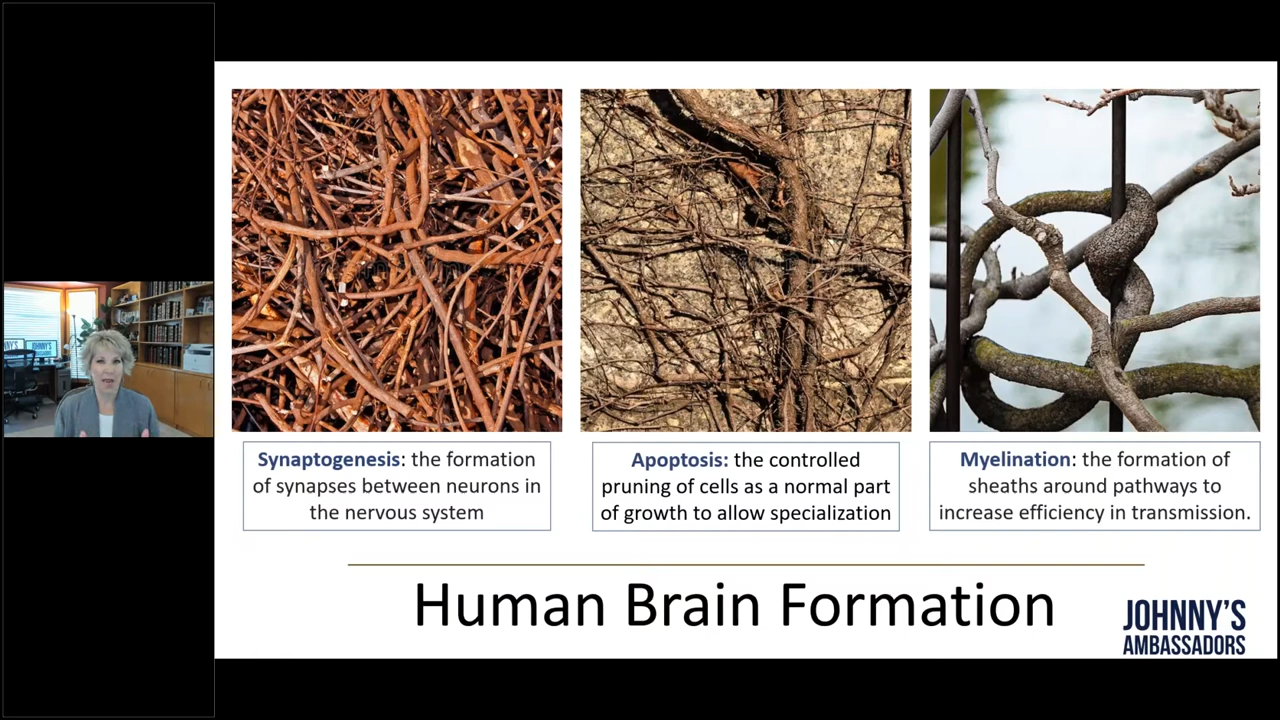 Synaptogenesis: the formation
of synapses between neurons in
the nervous system
Apoptosis: the controlled
pruning of cells as a normal part
of growth to allow specialization
Myelination: the formation of
sheaths around pathways to
increase efficiency in transmission.
Human Brain Formation
JOHNNY'S
AMBASSADORS